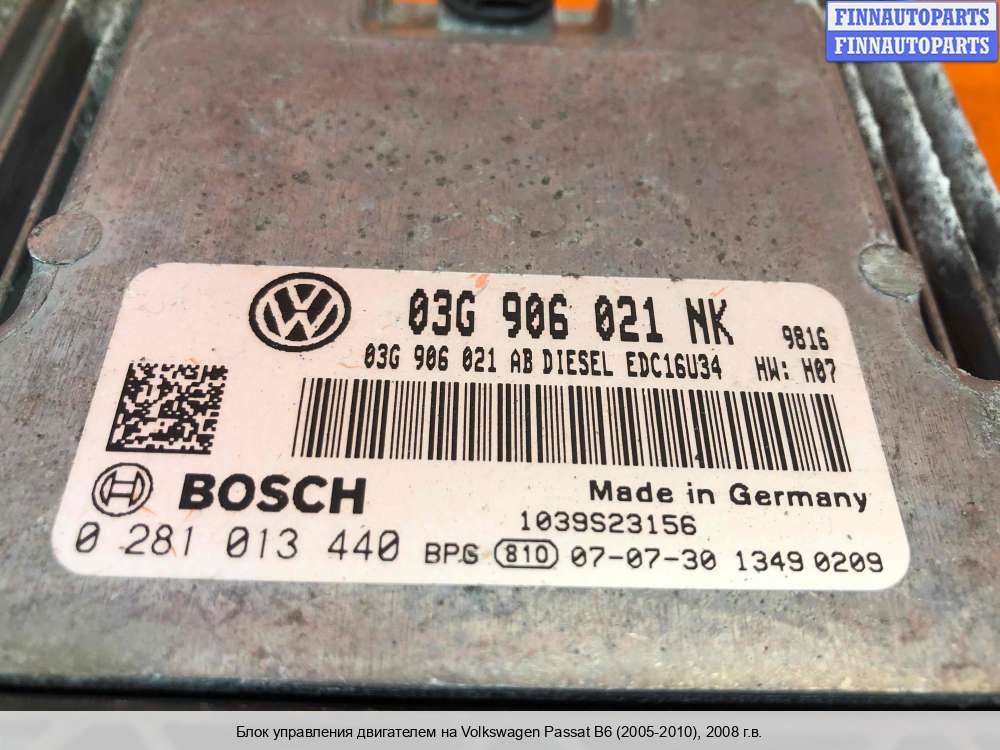 FINNAUTOPARTS
FINNAUTOPARTS
03G 906 021 NK 9816
03G 906 021 AB DIESEL EDC16U34 HW: H07
BOSCH Made in Germany
1039S23156
0 281 013 440 BPG 810 07-07-30 1349 0209
Блок управления двигателем на Volkswagen Passat B6 (2005-2010), 2008 г.в.